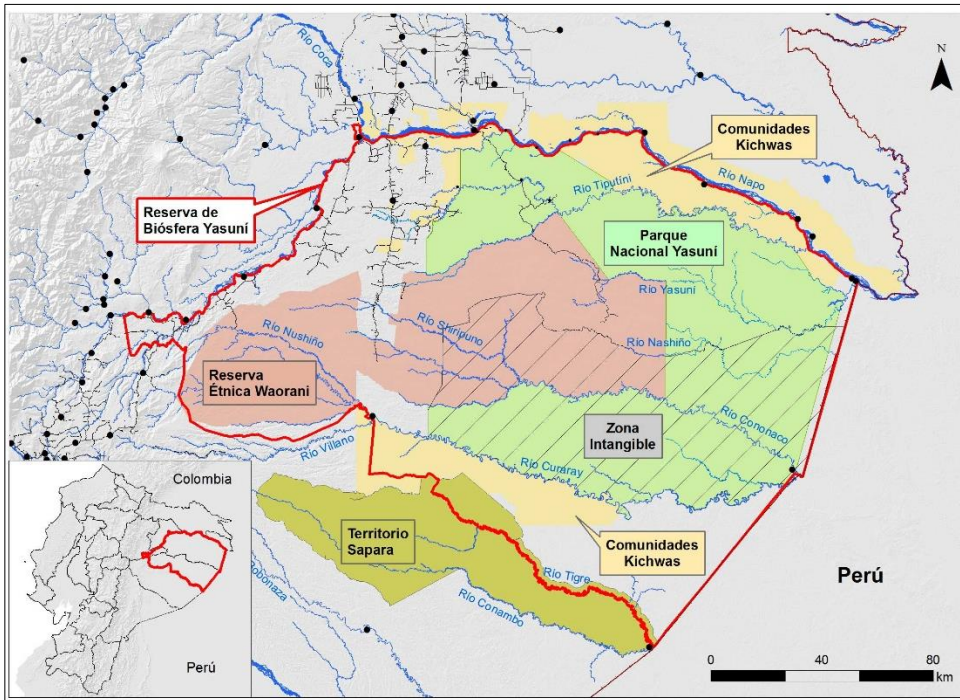 Río Coca
N
Comunidades
Kichwas
Río Napo
Río Tiputini
Reserva de
Biósfera Yasuní
Parque
Nacional Yasuní
Río Yasuní
Río Nushiño
Río Shiripuno
Río Nashiño
Reserva
Étnica Waorani
Zona
Intangible
Río Cononaco
Río Villano
Río Curaray
Colombia
Territorio
Sapara
Comunidades
Kichwas
Río Tigre
Perú
Río Conambo
Perú
0 40 80
km